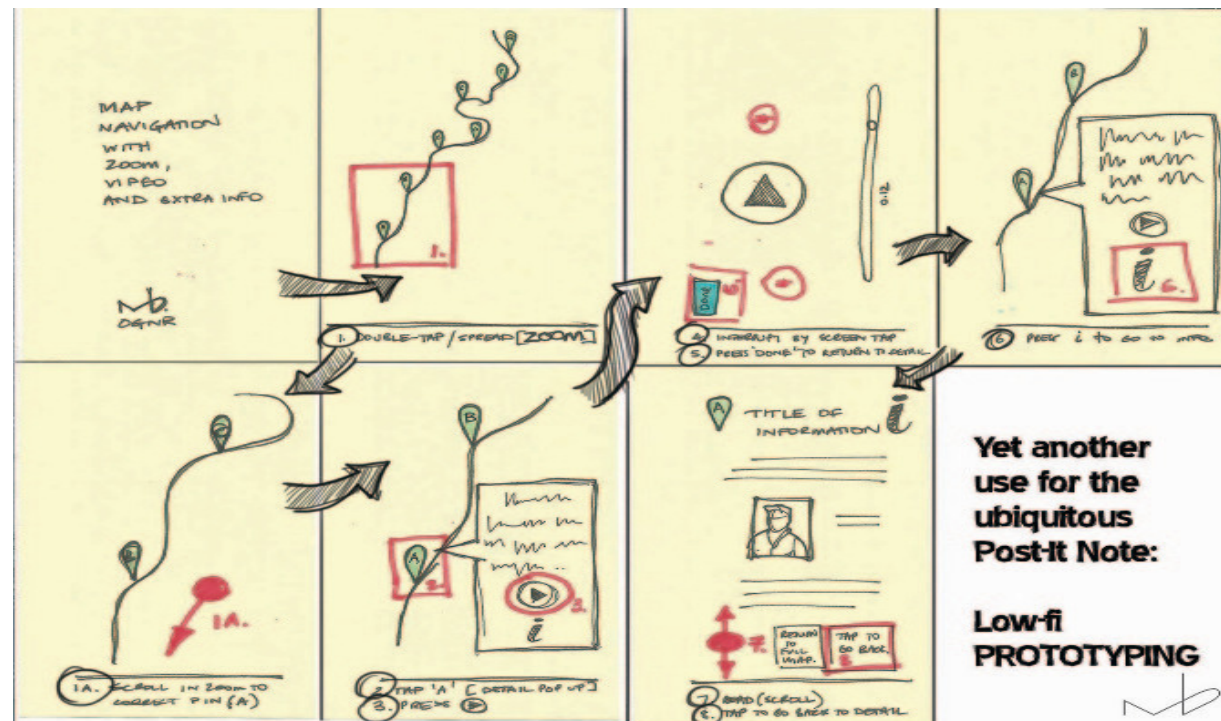 MAP
NAVIGATION
WITH
ZOOM,
VIDEO
AND EXTRA INFO
OGNR
1.
1. DOUBLE-TAP/SPREAD [ZOOM]
1A.
1A. SCROLL IN ZOOM TO
CORRECT PIN (A)
B
A
2.
3.
i
2. TAP 'A' [DETAIL POP UP]
3. PRESS
0.12
DONE
5.
4. INTERRUPT BY SCREEN TAP
5. PRESS 'DONE' TO RETURN TO DETAIL
B
A
i
6.
6 PRESS i TO GO TO INFO.
A
TITLE OF
INFORMATION
i
7.
RETURN
TO
FULL
MAP.
TAP TO
GO BACK.
8
7 READ (SCROLL)
8. TAP TO GO BACK TO DETAIL
Yet another
use for the
ubiquitous
Post-It Note:
Low-fi
PROTOTYPING